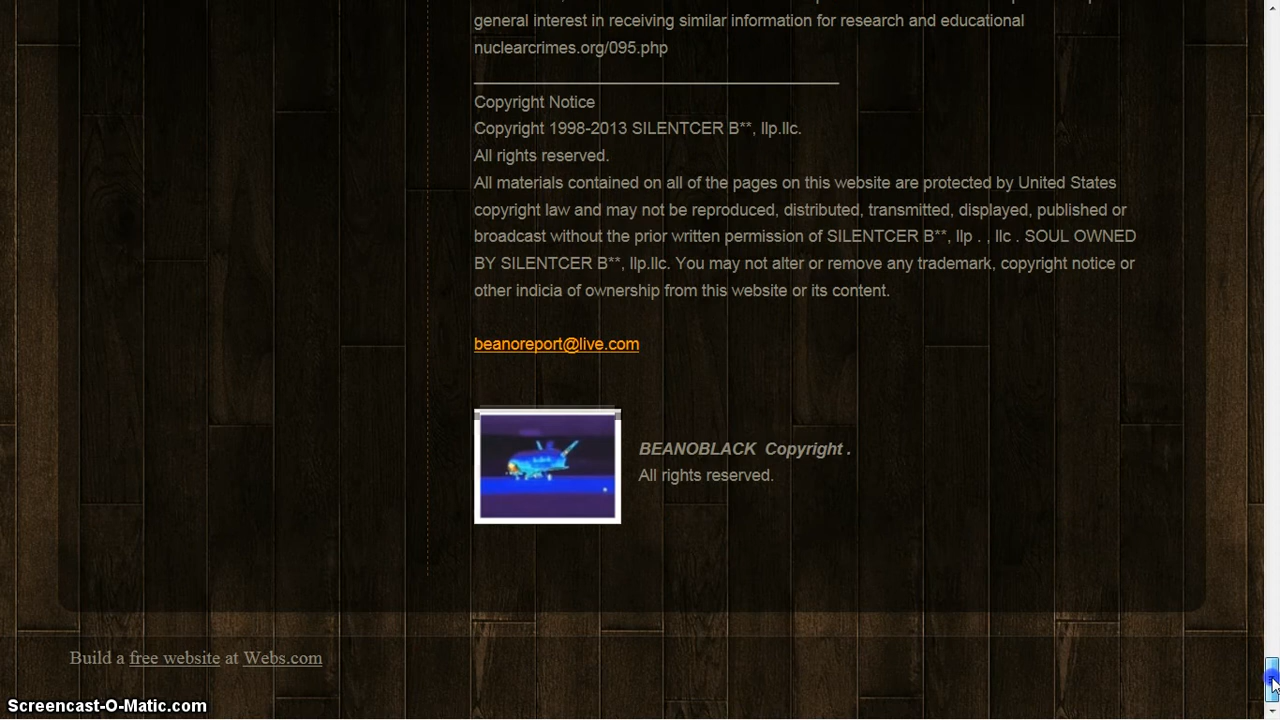 general interest in receiving similar information for research and educational
nuclearcrimes.org/095.php
Copyright Notice
Copyright 1998-2013 SILENTCER B**, llp.llc.
All rights reserved.
All materials contained on all of the pages on this website are protected by United States
copyright law and may not be reproduced, distributed, transmitted, displayed, published or
broadcast without the prior written permission of SILENTCER B**, llp . , llc . SOUL OWNED
BY SILENTCER B**, llp.llc. You may not alter or remove any trademark, copyright notice or
other indicia of ownership from this website or its content.
beanoreport@live.com
BEANOBLACK Copyright .
All rights reserved.
Build a free website at Webs.com
Screencast-O-Matic.com